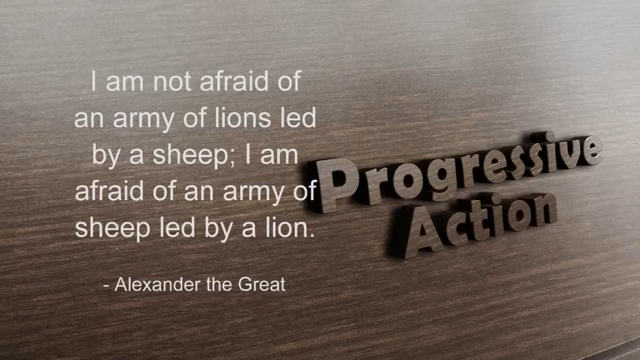 I am not afraid of
an army of lions led
by a sheep; I am
afraid of an army of
sheep led by a lion.
- Alexander the Great
Progressive
Action